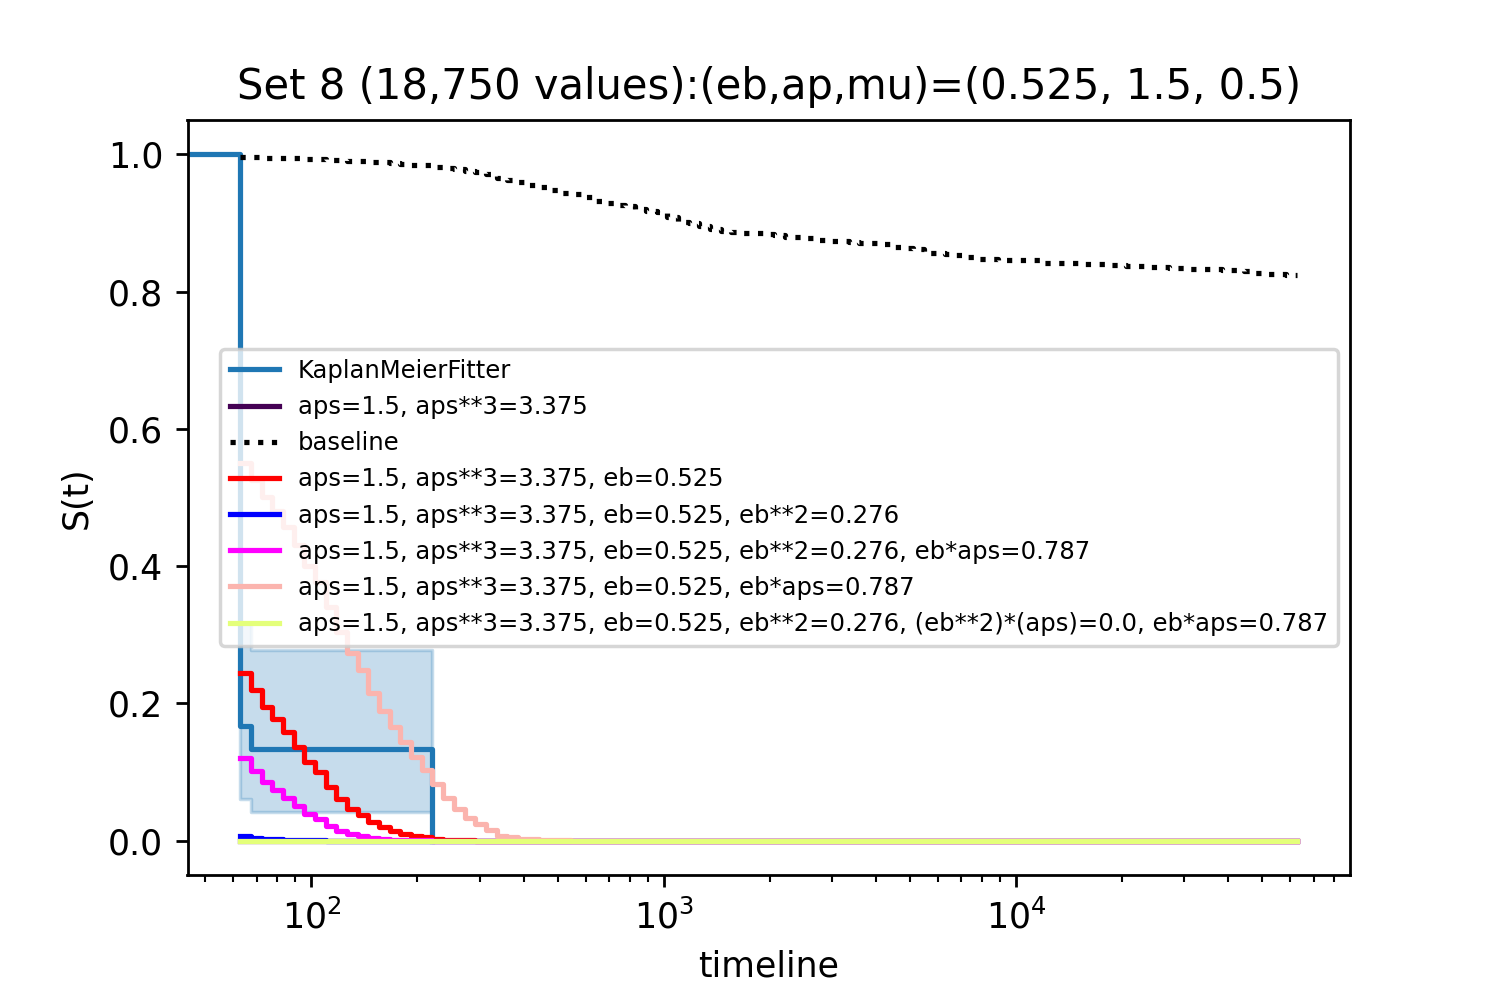 Set 8 (18,750 values):(eb,ap,mu)=(0.525, 1.5, 0.5)
S(t)
1.0
0.8
0.6
0.4
0.2
0.0
KaplanMeierFitter
aps=1.5, aps**3=3.375
baseline
aps=1.5, aps**3=3.375, eb=0.525
aps=1.5, aps**3=3.375, eb=0.525, eb**2=0.276
aps=1.5, aps**3=3.375, eb=0.525, eb**2=0.276, eb*aps=0.787
aps=1.5, aps**3=3.375, eb=0.525, eb*aps=0.787
aps=1.5, aps**3=3.375, eb=0.525, eb**2=0.276, (eb**2)*(aps)=0.0, eb*aps=0.787
10² 10³ 10⁴
timeline